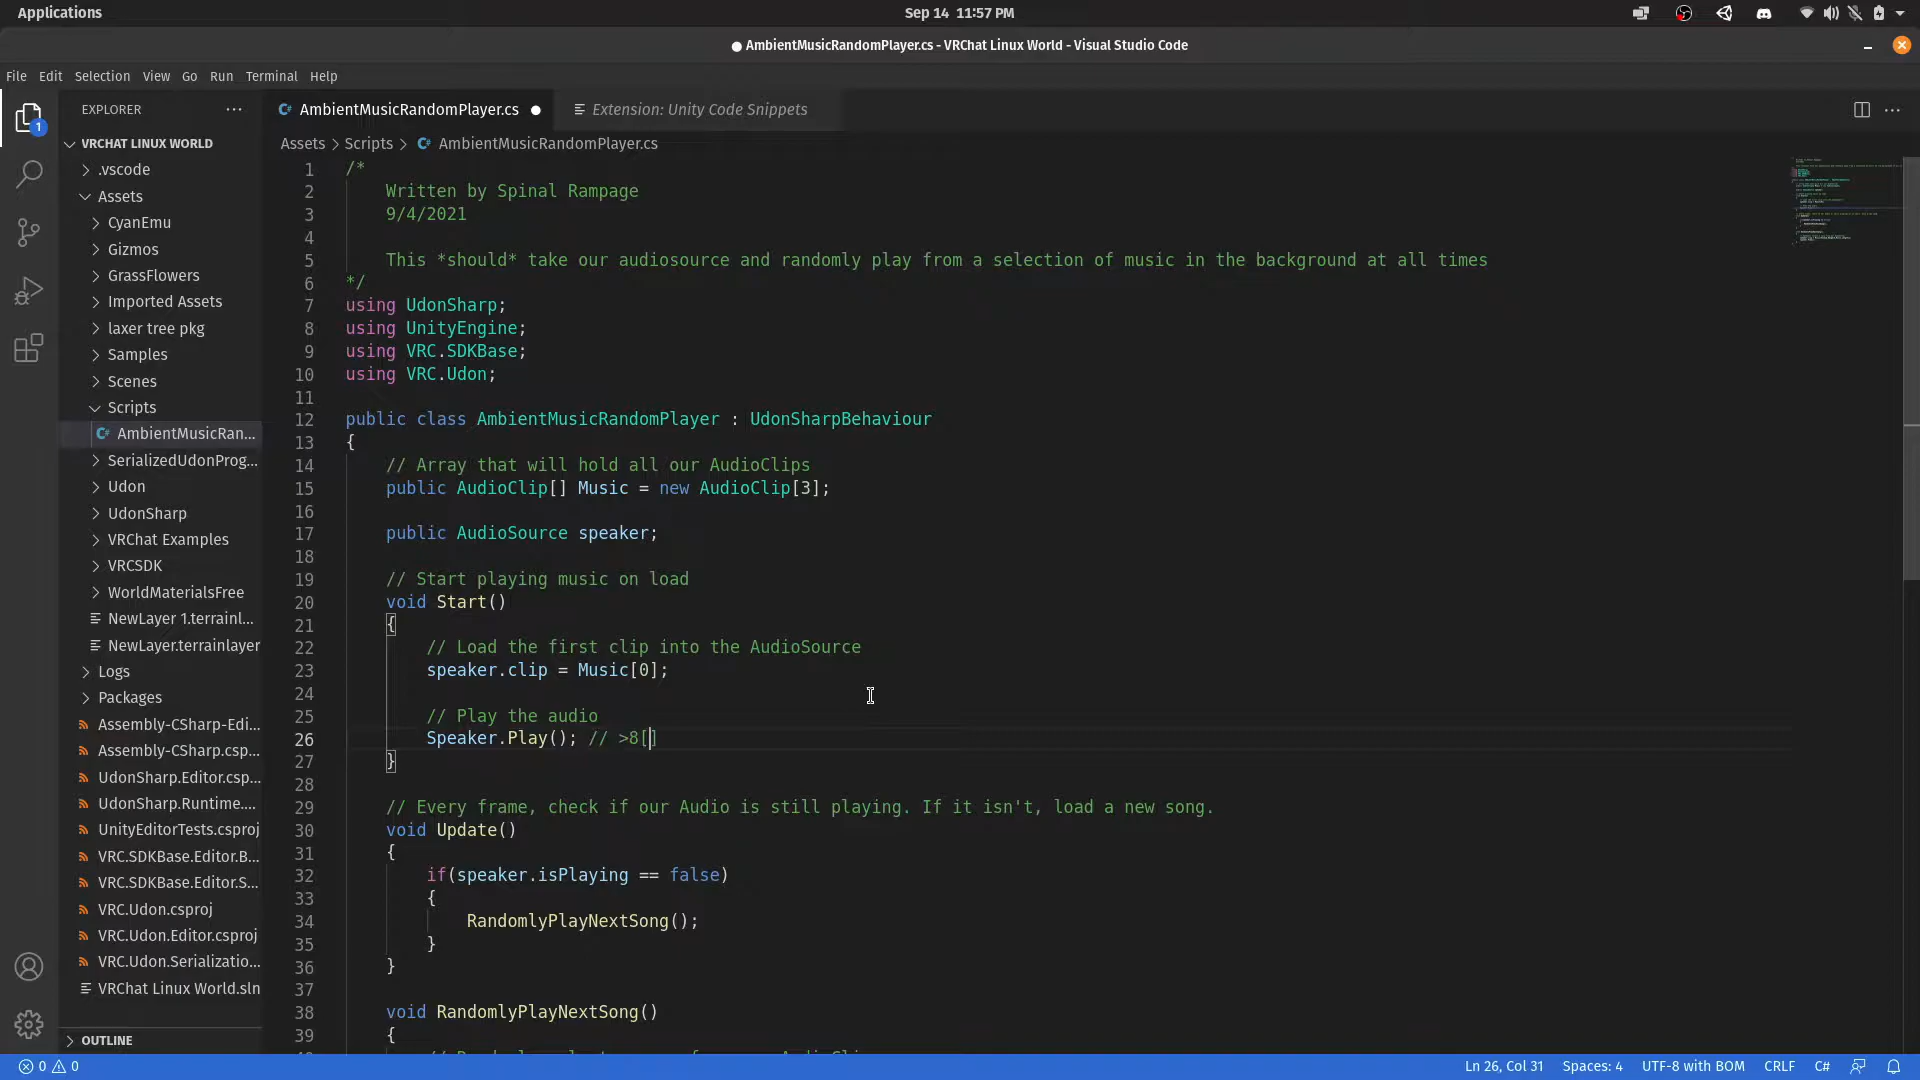 Applications
Sep 14 11:57 PM
● AmbientMusicRandomPlayer.cs - VRChat Linux World - Visual Studio Code
File Edit Selection View Go Run Terminal Help
EXPLORER ...
AmbientMusicRandomPlayer.cs ●
Extension: Unity Code Snippets
Assets > Scripts > AmbientMusicRandomPlayer.cs
1
VRCHAT LINUX WORLD
.vscode
Assets
CyanEmu
Gizmos
GrassFlowers
Imported Assets
laxer tree pkg
Samples
Scenes
Scripts
AmbientMusicRan...
SerializedUdonProg...
Udon
UdonSharp
VRChat Examples
VRCSDK
WorldMaterialsFree
NewLayer 1.terrainl...
NewLayer.terrainlayer
Logs
Packages
Assembly-CSharp-Edi...
Assembly-CSharp.csp...
UdonSharp.Editor.csp...
UdonSharp.Runtime....
UnityEditorTests.csproj
VRC.SDKBase.Editor.B...
VRC.SDKBase.Editor.S...
VRC.Udon.csproj
VRC.Udon.Editor.csproj
VRC.Udon.Serializatio...
VRChat Linux World.sln
OUTLINE
1 /*
2 Written by Spinal Rampage
3 9/4/2021
4
5 This *should* take our audiosource and randomly play from a selection of music in the background at all times
6 */
7 using UdonSharp;
8 using UnityEngine;
9 using VRC.SDKBase;
10 using VRC.Udon;
11
12 public class AmbientMusicRandomPlayer : UdonSharpBehaviour
13 {
14 // Array that will hold all our AudioClips
15 public AudioClip[] Music = new AudioClip[3];
16
17 public AudioSource speaker;
18
19 // Start playing music on load
20 void Start()
21 {
22 // Load the first clip into the AudioSource
23 speaker.clip = Music[0];
24
25 // Play the audio
26 Speaker.Play(); // >8[]
27 }
28
29 // Every frame, check if our Audio is still playing. If it isn't, load a new song.
30 void Update()
31 {
32 if(speaker.isPlaying == false)
33 {
34 RandomlyPlayNextSong();
35 }
36 }
37
38 void RandomlyPlayNextSong()
39 {
0 0
Ln 26, Col 31 Spaces: 4 UTF-8 with BOM CRLF C#